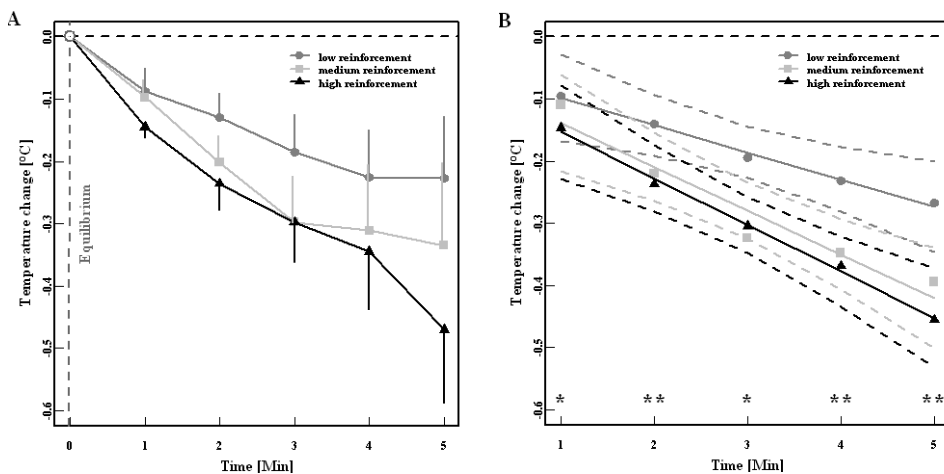 A
Temperature change [°C]
0.0
-0.1
-0.2
-0.3
-0.4
-0.5
-0.6
Equilibrium
low reinforcement
medium reinforcement
high reinforcement
0 1 2 3 4 5
Time [Min]
B
Temperature change [°C]
0.0
-0.1
-0.2
-0.3
-0.4
-0.5
-0.6
low reinforcement
medium reinforcement
high reinforcement
* ** * ** **
1 2 3 4 5
Time [Min]